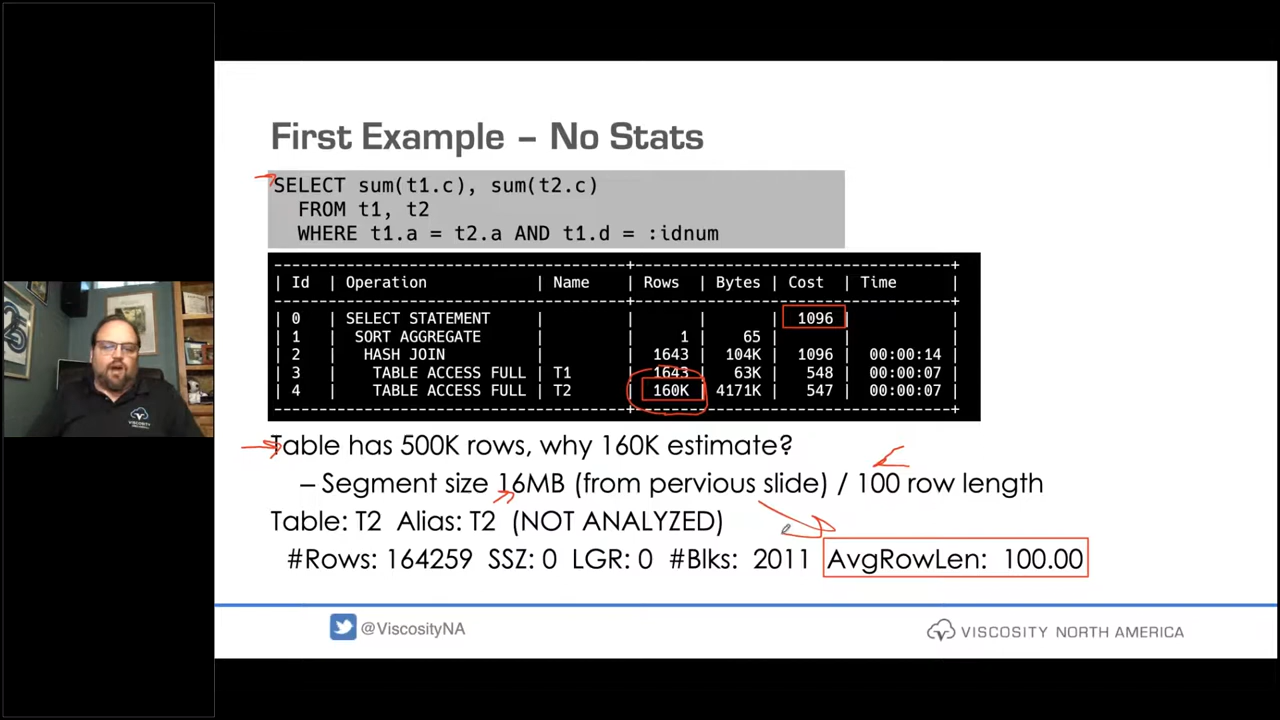 First Example – No Stats
SELECT sum(t1.c), sum(t2.c)
FROM t1, t2
WHERE t1.a = t2.a AND t1.d = :idnum
| Id | Operation | Name | Rows | Bytes | Cost | Time |
| 0 | SELECT STATEMENT | | | | 1096 | |
| 1 | SORT AGGREGATE | | 1 | 65 | | |
| 2 | HASH JOIN | | 1643 | 104K | 1096 | 00:00:14 |
| 3 | TABLE ACCESS FULL | T1 | 1643 | 63K | 548 | 00:00:07 |
| 4 | TABLE ACCESS FULL | T2 | 160K | 4171K | 547 | 00:00:07 |
Table has 500K rows, why 160K estimate?
– Segment size 16MB (from pervious slide) / 100 row length
Table: T2 Alias: T2 (NOT ANALYZED)
#Rows: 164259 SSZ: 0 LGR: 0 #Blks: 2011 AvgRowLen: 100.00
@ViscosityNA
VISCOSITY NORTH AMERICA
VISCOSITY